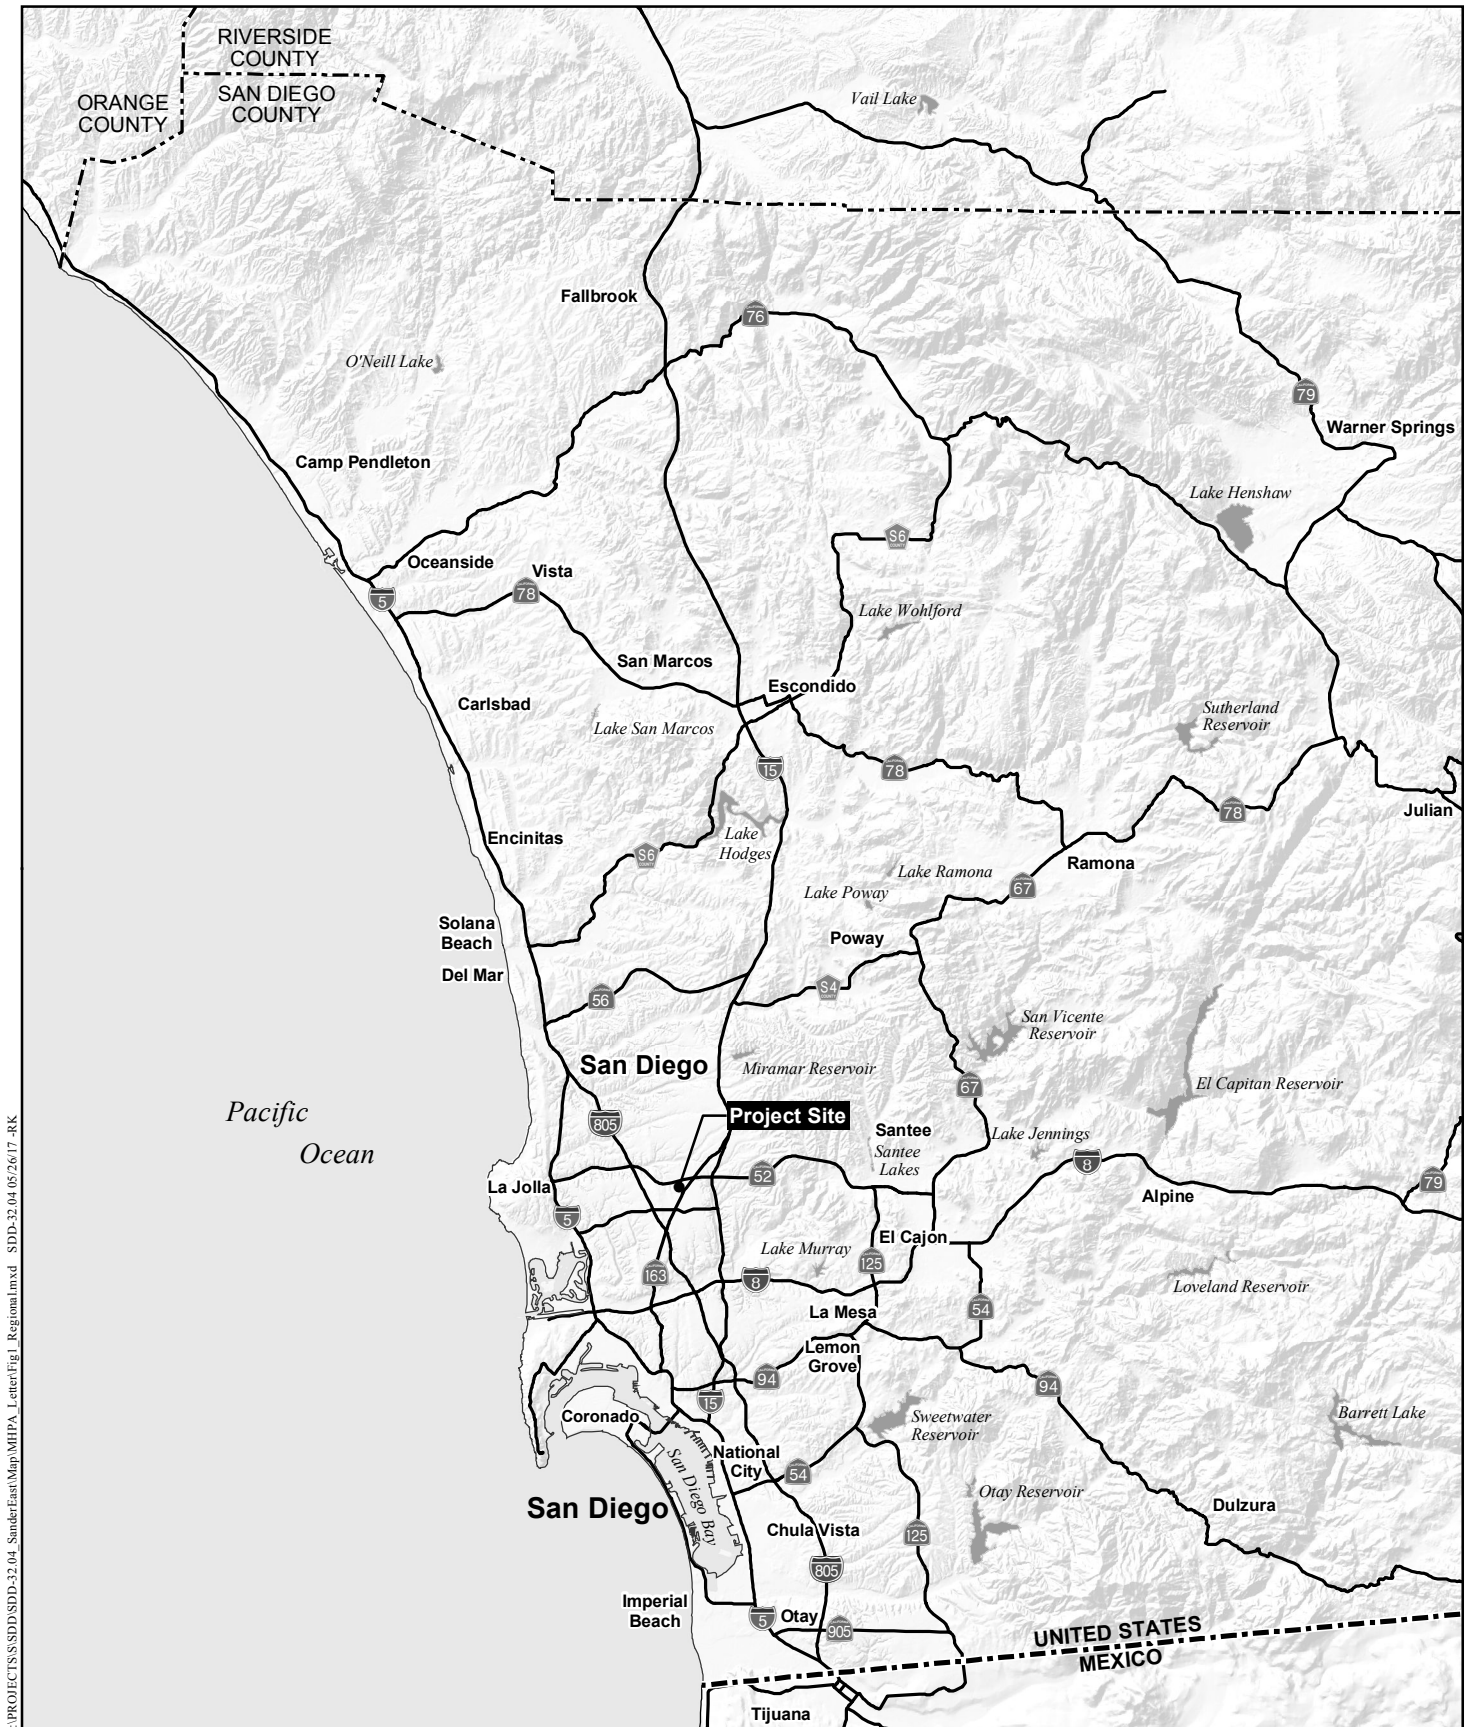 RIVERSIDE
COUNTY
ORANGE
COUNTY
SAN DIEGO
COUNTY
Vail Lake
Fallbrook
76
O'Neill Lake
79
Warner Springs
Camp Pendleton
Lake Henshaw
S6
COUNTY
Oceanside
Vista
5
78
Lake Wohlford
San Marcos
Escondido
Carlsbad
Lake San Marcos
Sutherland
Reservoir
15
78
78
Julian
Encinitas
Lake
Hodges
S6
COUNTY
Ramona
Lake Ramona
67
Lake Poway
Solana
Beach
Poway
Del Mar
56
S4
COUNTY
San Vicente
Reservoir
San Diego
Miramar Reservoir
67
El Capitan Reservoir
Pacific
Ocean
805
Project Site
Santee
Santee
Lakes
Lake Jennings
8
La Jolla
52
79
Alpine
5
El Cajon
Lake Murray
125
163
8
Loveland Reservoir
La Mesa
54
Lemon
Grove
94
94
15
Coronado
Sweetwater
Reservoir
Barrett Lake
National
City
54
San Diego Bay
Otay Reservoir
San Diego
Dulzura
Chula Vista
125
805
Imperial
Beach
5
Otay
905
UNITED STATES
MEXICO
Tijuana
:\PROJECTS\S\SDD\SDD-32.04_SanderEast\Map\MHPA_Letter\Fig1_Regional.mxd SDD-32.04 05/26/17 -RK